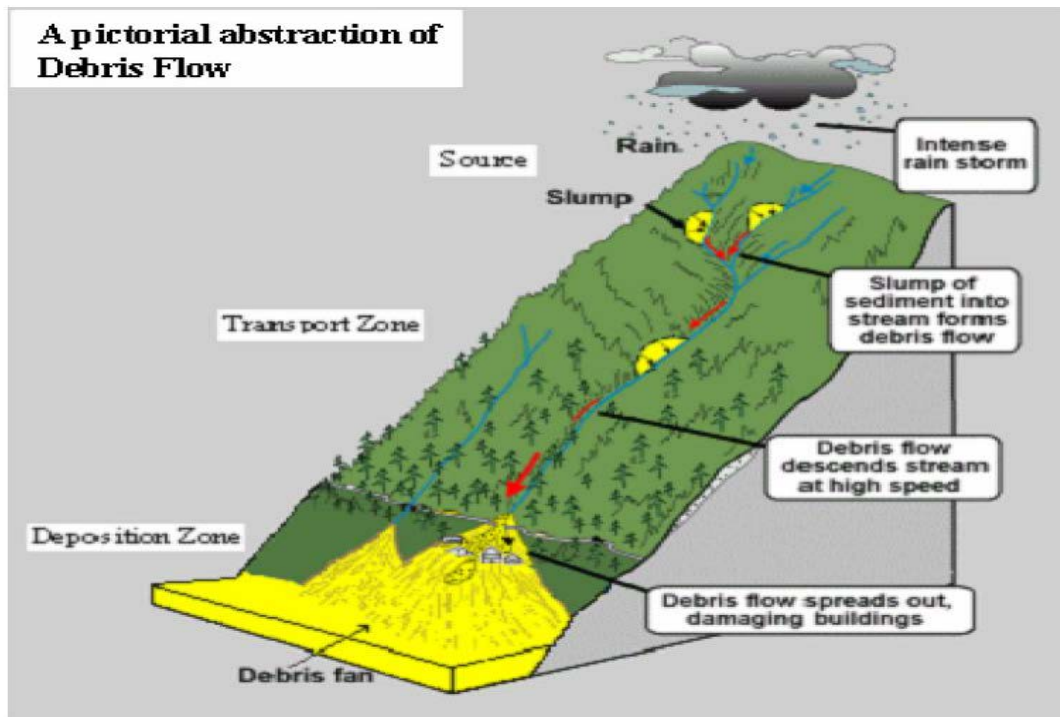 A pictorial abstraction of
Debris Flow
Rain
Intense
rain storm
Source
Slump
Slump of
sediment into
stream forms
debris flow
Transport Zone
Debris flow
descends stream
at high speed
Deposition Zone
Debris flow spreads out,
damaging buildings
Debris fan